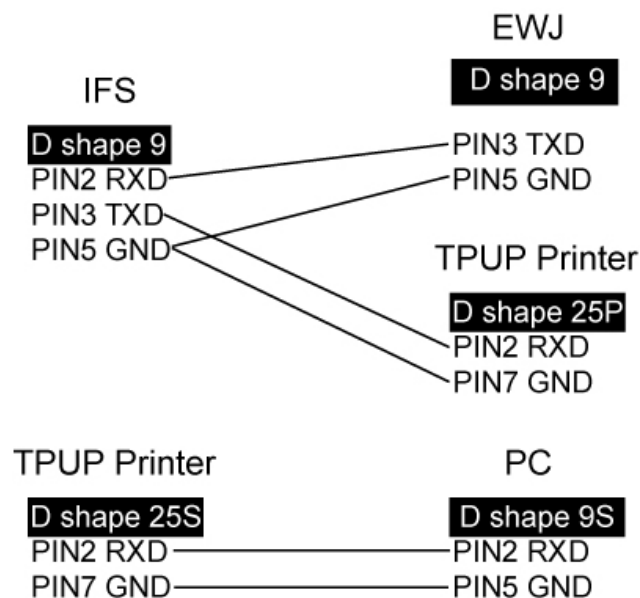 EWJ
D shape 9
IFS
D shape 9
PIN2 RXD
PIN3 TXD
PIN5 GND
PIN3 TXD
PIN5 GND
TPUP Printer
D shape 25P
PIN2 RXD
PIN7 GND
TPUP Printer
D shape 25S
PIN2 RXD
PIN7 GND
PC
D shape 9S
PIN2 RXD
PIN5 GND